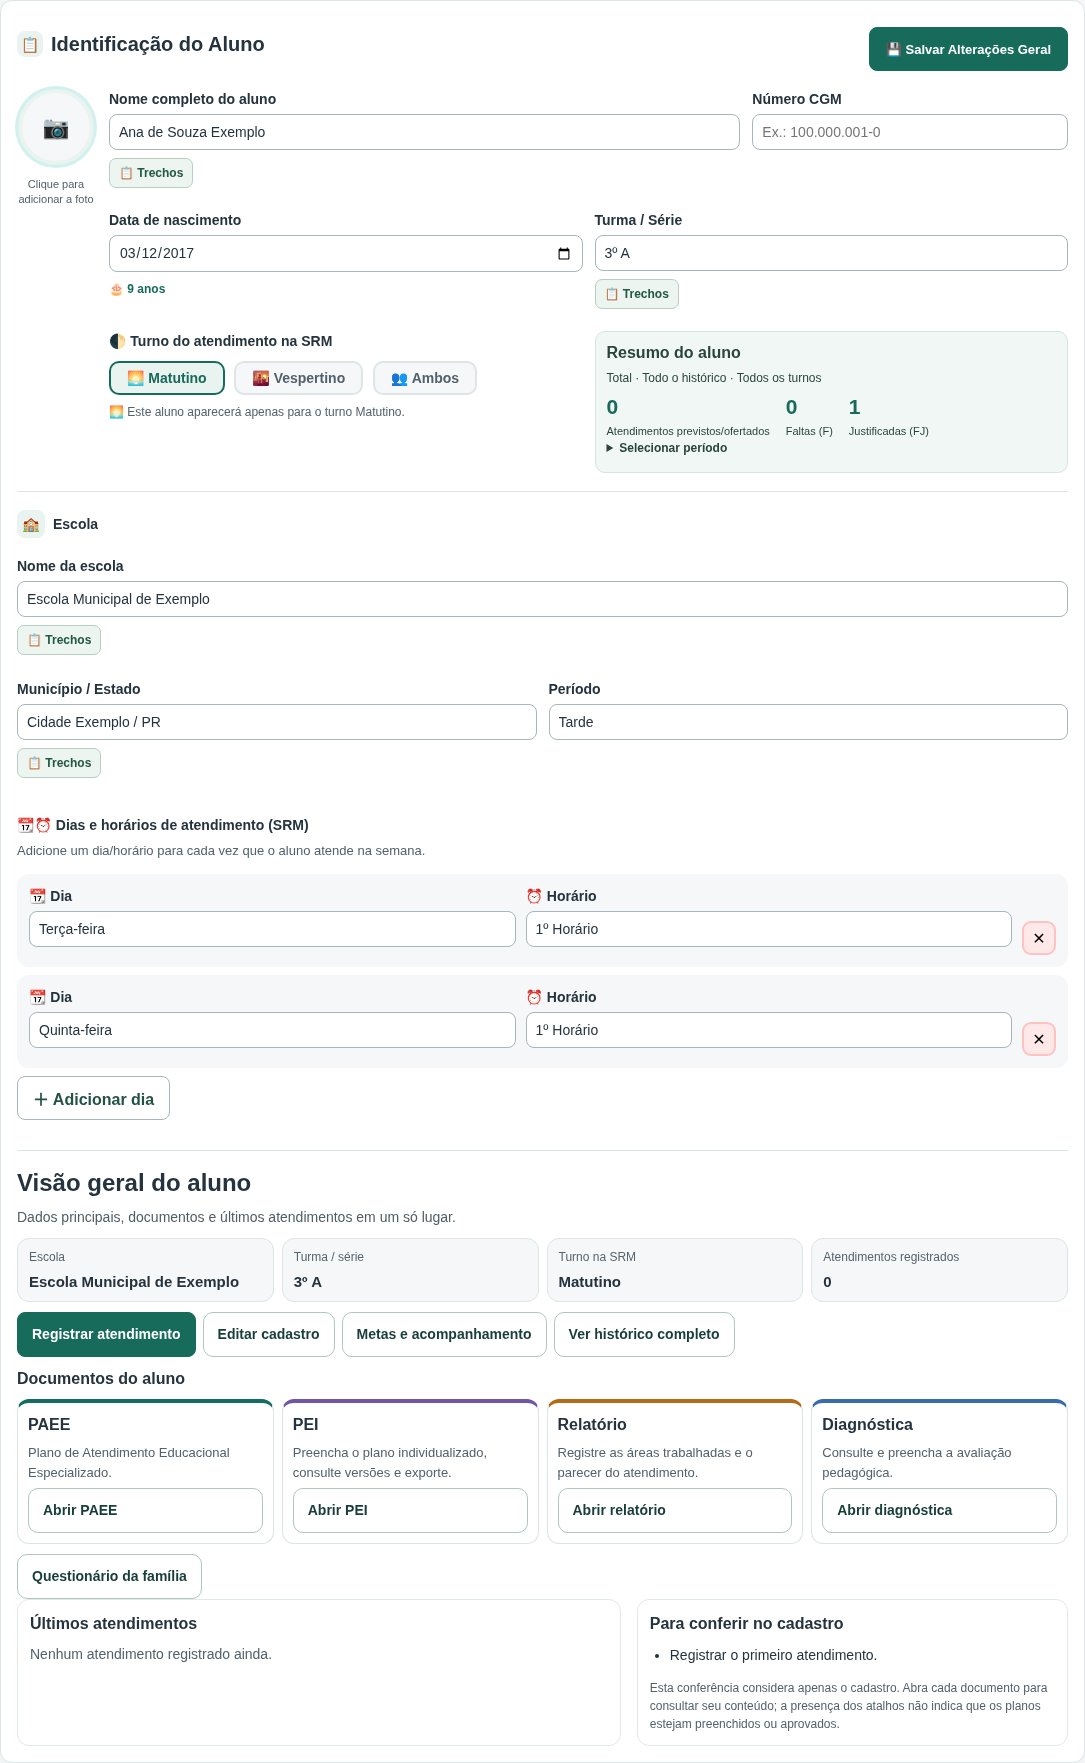 📋 Identificação do Aluno
💾 Salvar Alterações Geral
Nome completo do aluno
Número CGM
Ana de Souza Exemplo
Ex.: 100.000.001-0
📋 Trechos
Clique para
adicionar a foto
Data de nascimento
Turma / Série
03/12/2017
3º A
🎂 9 anos
📋 Trechos
🌓 Turno do atendimento na SRM
🌅 Matutino
🌇 Vespertino
👥 Ambos
🌅 Este aluno aparecerá apenas para o turno Matutino.
Resumo do aluno
Total · Todo o histórico · Todos os turnos
0
0
1
Atendimentos previstos/ofertados
Faltas (F)
Justificadas (FJ)
▶ Selecionar período
🏫 Escola
Nome da escola
Escola Municipal de Exemplo
📋 Trechos
Município / Estado
Período
Cidade Exemplo / PR
Tarde
📋 Trechos
📆⏰ Dias e horários de atendimento (SRM)
Adicione um dia/horário para cada vez que o aluno atende na semana.
📆 Dia
⏰ Horário
Terça-feira
1º Horário
✕
📆 Dia
⏰ Horário
Quinta-feira
1º Horário
✕
＋ Adicionar dia
Visão geral do aluno
Dados principais, documentos e últimos atendimentos em um só lugar.
Escola
Escola Municipal de Exemplo
Turma / série
3º A
Turno na SRM
Matutino
Atendimentos registrados
0
Registrar atendimento
Editar cadastro
Metas e acompanhamento
Ver histórico completo
Documentos do aluno
PAEE
Plano de Atendimento Educacional
Especializado.
Abrir PAEE
PEI
Preencha o plano individualizado,
consulte versões e exporte.
Abrir PEI
Relatório
Registre as áreas trabalhadas e o
parecer do atendimento.
Abrir relatório
Diagnóstica
Consulte e preencha a avaliação
pedagógica.
Abrir diagnóstica
Questionário da família
Últimos atendimentos
Nenhum atendimento registrado ainda.
Para conferir no cadastro
• Registrar o primeiro atendimento.
Esta conferência considera apenas o cadastro. Abra cada documento para
consultar seu conteúdo; a presença dos atalhos não indica que os planos
estejam preenchidos ou aprovados.